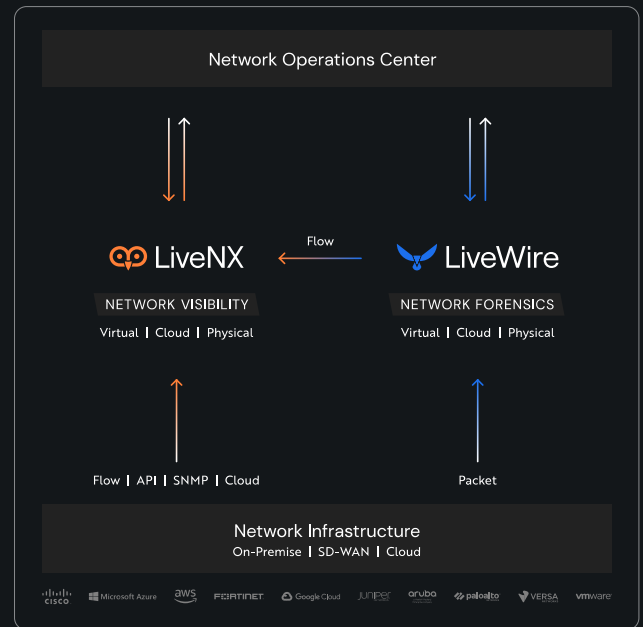 Network Operations Center
Flow
LiveNX
LiveWire
NETWORK VISIBILITY
NETWORK FORENSICS
Virtual | Cloud | Physical
Virtual | Cloud | Physical
Flow | API | SNMP | Cloud
Packet
Network Infrastructure
On-Premise | SD-WAN | Cloud
CISCO
Microsoft Azure
aws
FORTINET
Google Cloud
JUNIPER
aruba
paloalto
VERSA
vmware